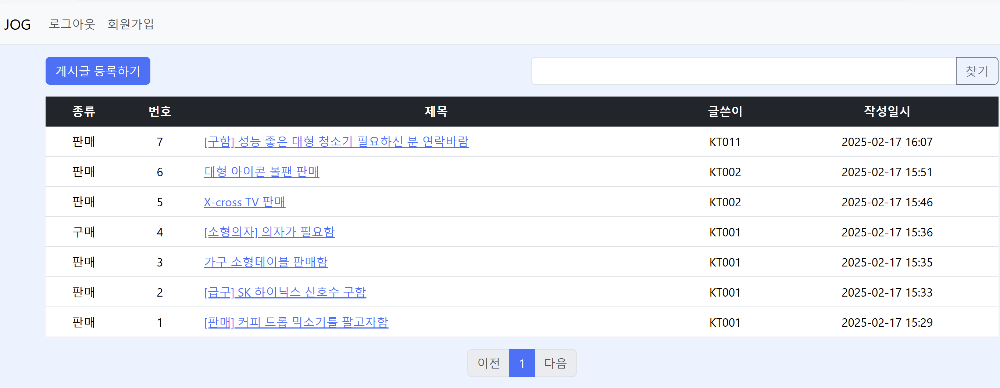 JOG 로그아웃 회원가입
게시글 등록하기 찾기
종류 번호 제목 글쓴이 작성일시
판매 7 [구함] 성능 좋은 대형 청소기 필요하신 분 연락바람 KT011 2025-02-17 16:07
판매 6 대형 아이콘 볼팬 판매 KT002 2025-02-17 15:51
판매 5 X-cross TV 판매 KT002 2025-02-17 15:46
구매 4 [소형의자] 의자가 필요함 KT001 2025-02-17 15:36
판매 3 가구 소형테이블 판매함 KT001 2025-02-17 15:35
판매 2 [급구] SK 하이닉스 신호수 구함 KT001 2025-02-17 15:33
판매 1 [판매] 커피 드롭 믹소기를 팔고자함 KT001 2025-02-17 15:29
이전 1 다음